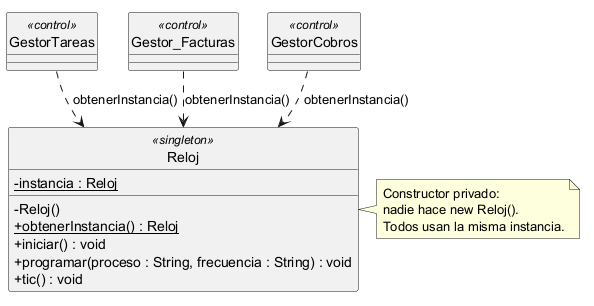 «control»
GestorTareas
«control»
Gestor_Facturas
«control»
GestorCobros
obtenerInstancia()
obtenerInstancia()
obtenerInstancia()
«singleton»
Reloj
-instancia : Reloj
-Reloj()
+obtenerInstancia() : Reloj
+iniciar() : void
+programar(proceso : String, frecuencia : String) : void
+tic() : void
Constructor privado:
nadie hace new Reloj().
Todos usan la misma instancia.